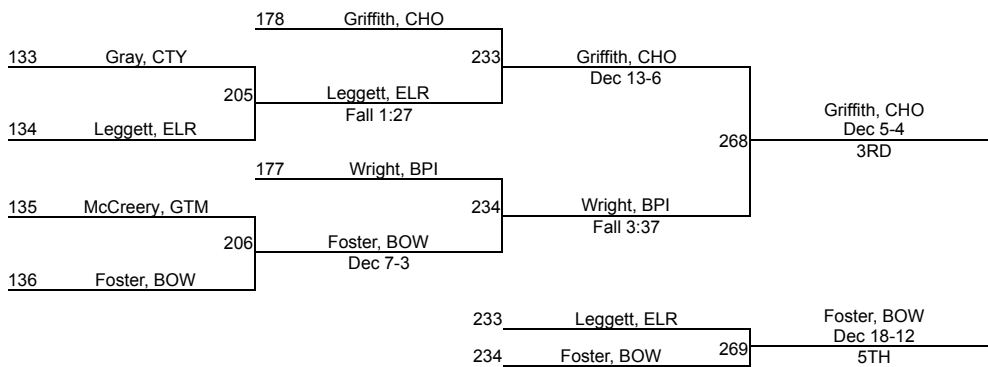 178 Griffith, CHO
133 Gray, CTY
233 Griffith, CHO
Dec 13-6
205 Leggett, ELR
Fall 1:27
134 Leggett, ELR
Griffith, CHO
Dec 5-4
268
3RD
177 Wright, BPI
135 McCreery, GTM
234 Wright, BPI
Fall 3:37
206 Foster, BOW
Dec 7-3
136 Foster, BOW
233 Leggett, ELR
Foster, BOW
Dec 18-12
269
5TH
234 Foster, BOW